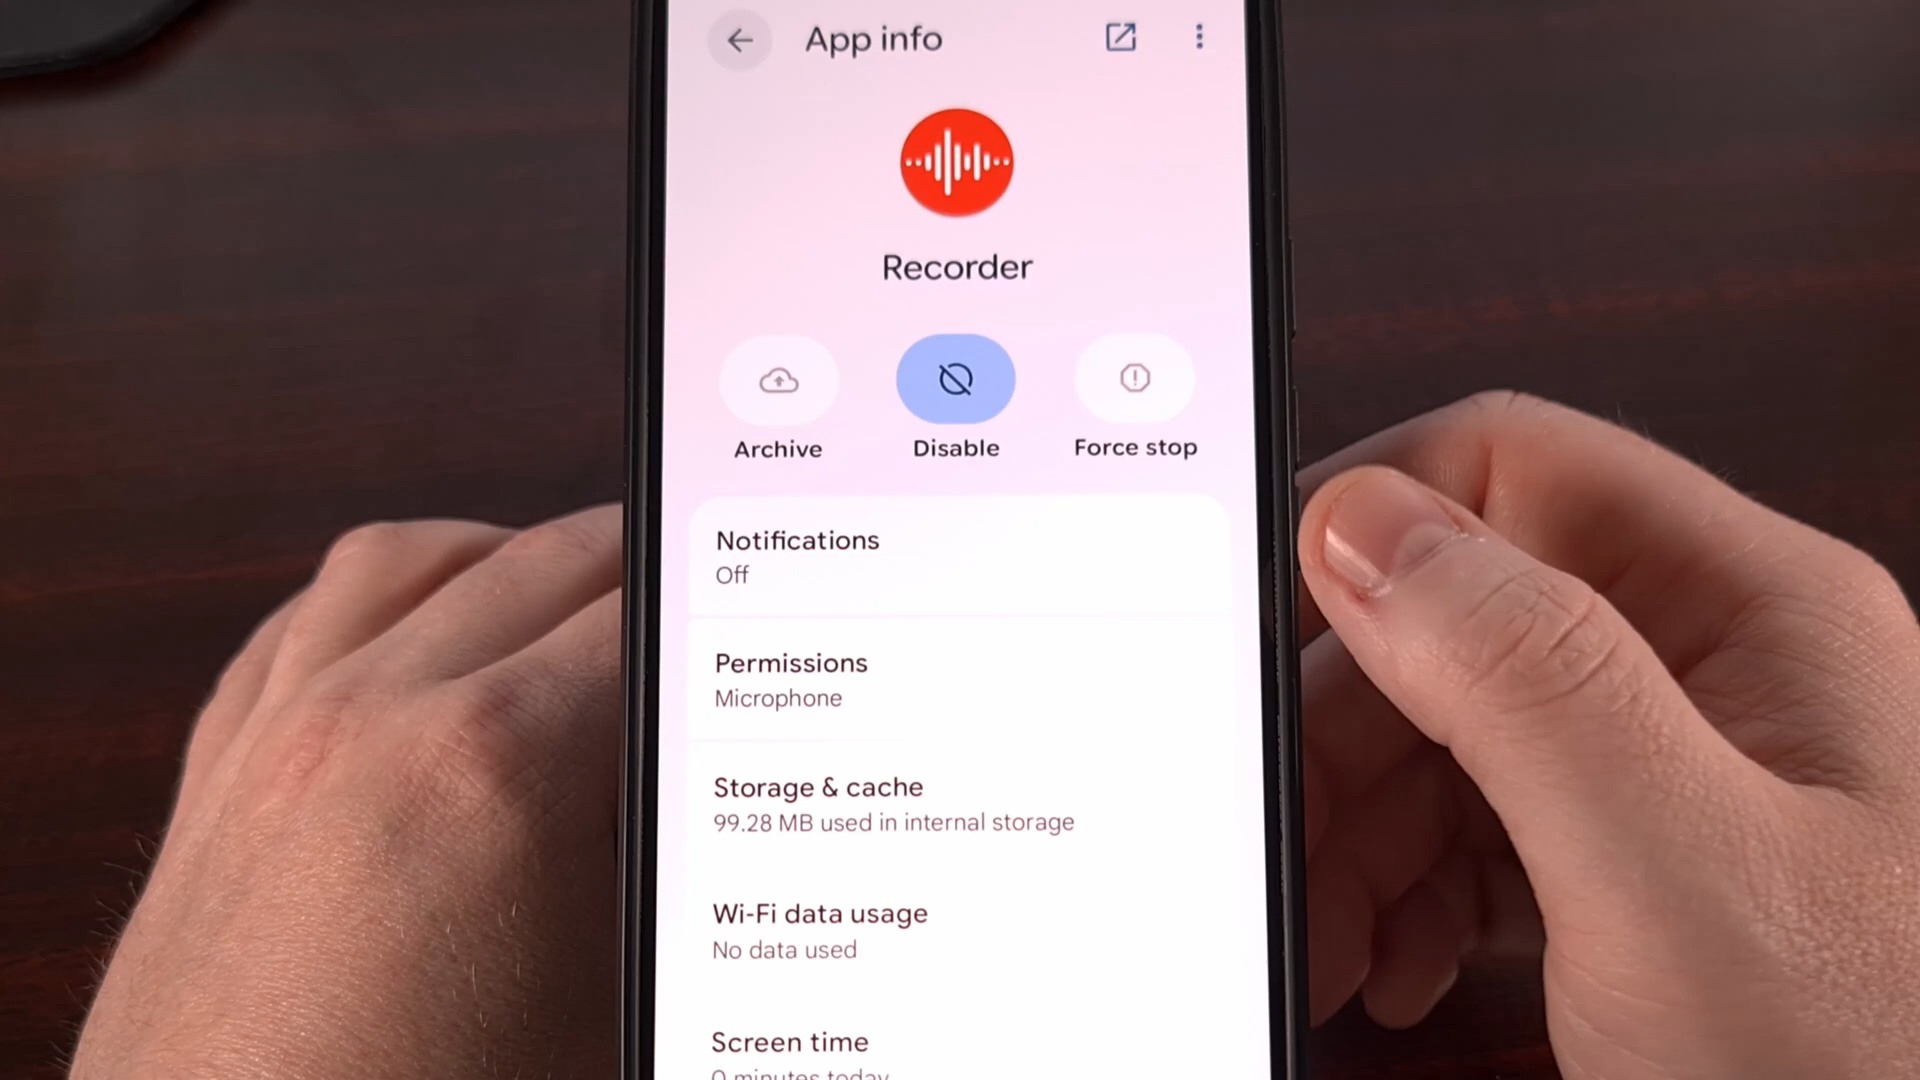 App info
Recorder
Archive
Disable
Force stop
Notifications
Off
Permissions
Microphone
Storage & cache
99.28 MB used in internal storage
Wi-Fi data usage
No data used
Screen time
0 minutes today